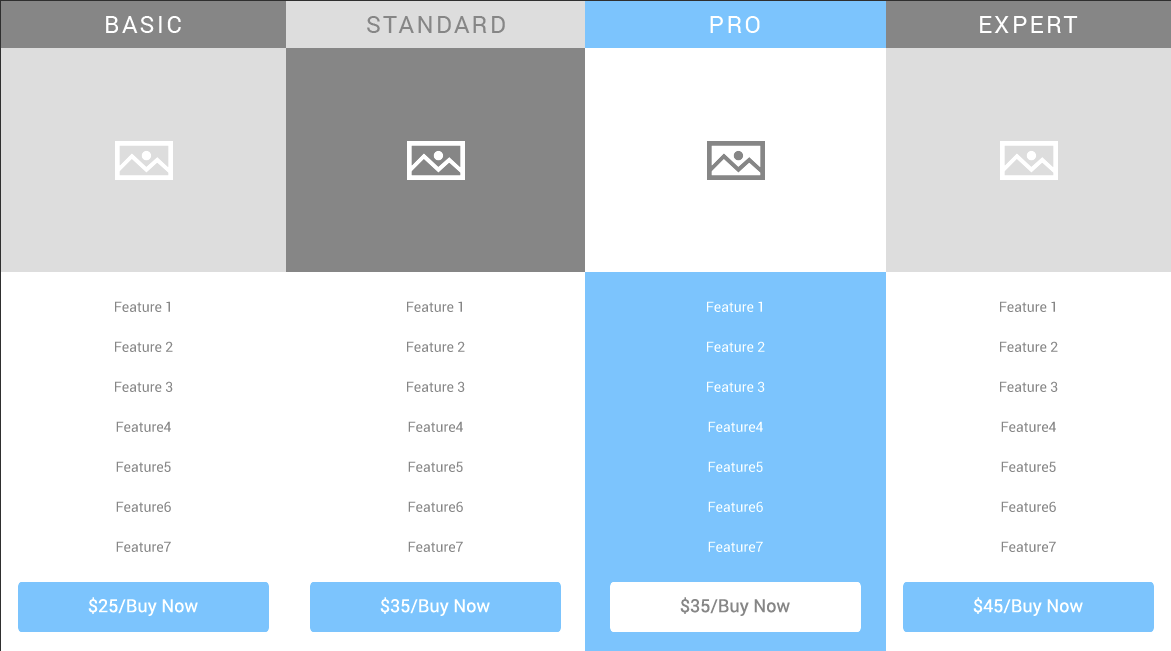 BASIC
STANDARD
PRO
EXPERT
Feature 1
Feature 1
Feature 1
Feature 1
Feature 2
Feature 2
Feature 2
Feature 2
Feature 3
Feature 3
Feature 3
Feature 3
Feature4
Feature4
Feature4
Feature4
Feature5
Feature5
Feature5
Feature5
Feature6
Feature6
Feature6
Feature6
Feature7
Feature7
Feature7
Feature7
$25/Buy Now
$35/Buy Now
$35/Buy Now
$45/Buy Now